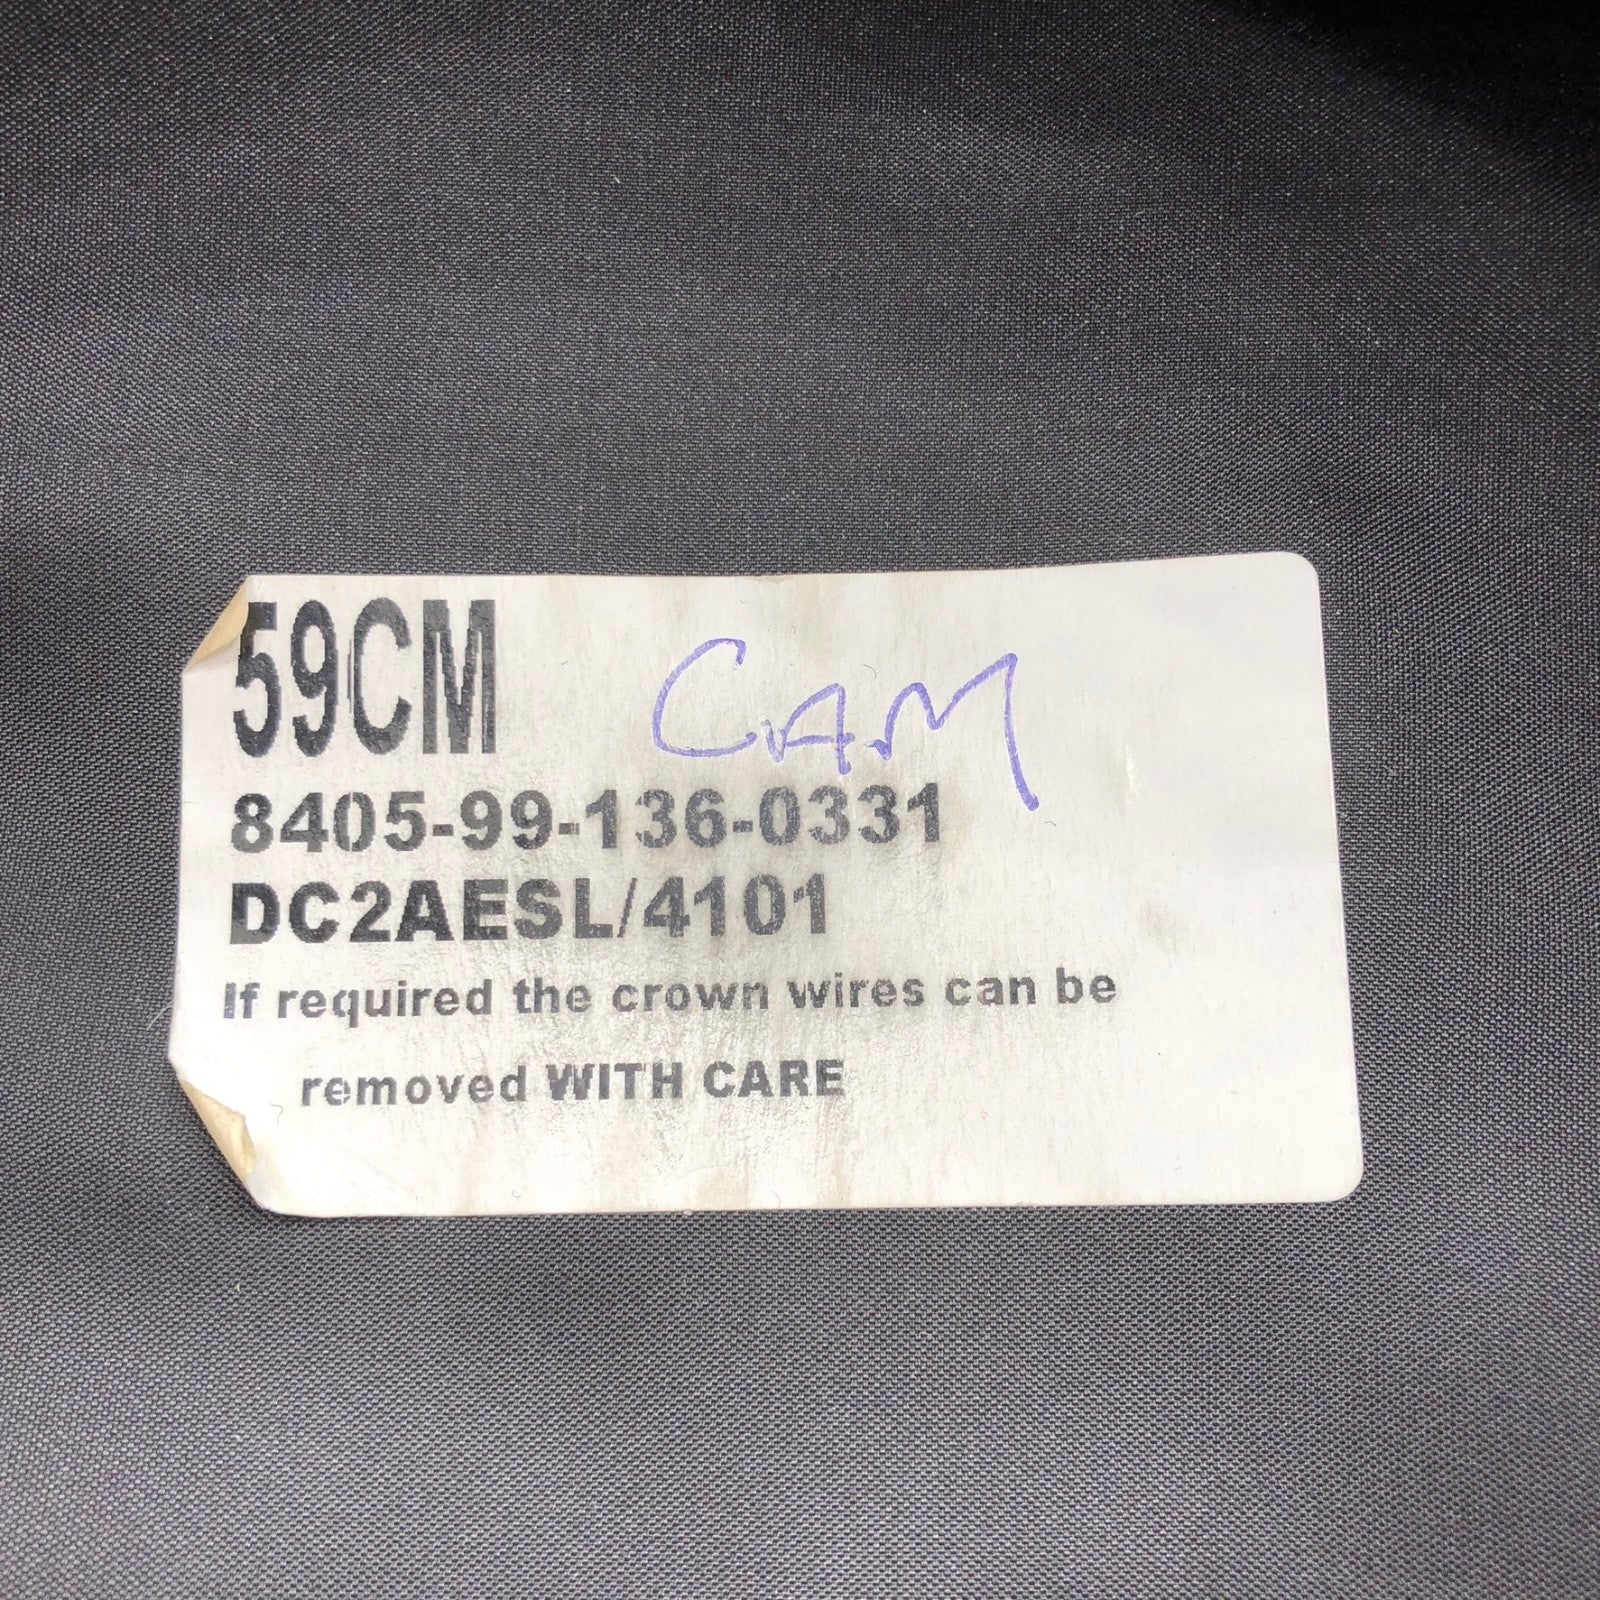 59CM
CAM
8405-99-136-0331
DC2AESL/4101
If required the crown wires can be
removed WITH CARE